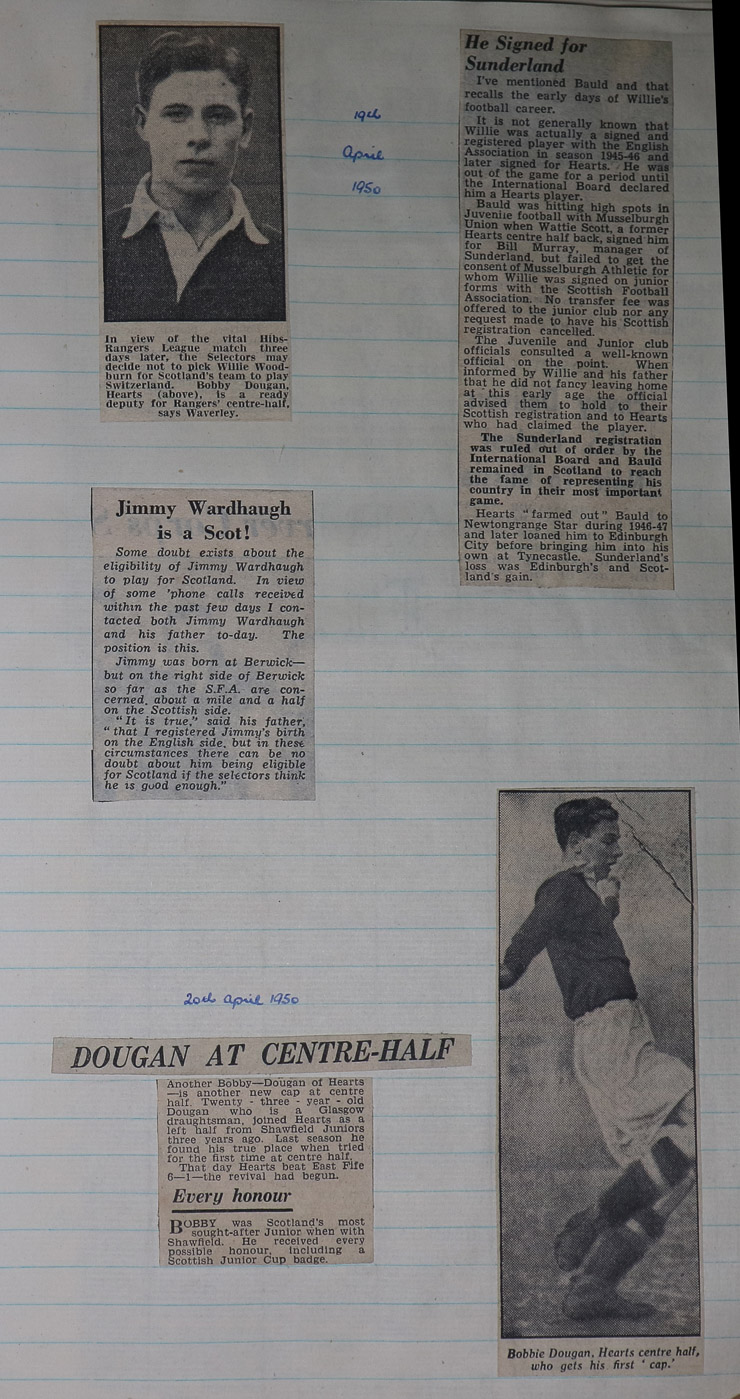 19th
April
1950
In view of the vital Hibs-
Rangers League match three
days later, the Selectors may
decide not to pick Willie Wood-
burn for Scotland's team to play
Switzerland. Bobby Dougan,
Hearts (above), is a ready
deputy for Rangers' centre-half,
says Waverley.
He Signed for
Sunderland
I've mentioned Bauld and that
recalls the early days of Willie's
football career.
It is not generally known that
Willie was actually a signed and
registered player with the English
Association in season 1945-46 and
later signed for Hearts. He was
out of the game for a period until
the International Board declared
him a Hearts player.
Bauld was hitting high spots in
Juvenile football with Musselburgh
Union when Wattie Scott, a former
Hearts centre half back, signed him
for Bill Murray, manager of
Sunderland, but failed to get the
consent of Musselburgh Athletic for
whom Willie was signed on junior
forms with the Scottish Football
Association. No transfer fee was
offered to the junior club nor any
request made to have his Scottish
registration cancelled.
The Juvenile and Junior club
officials consulted a well-known
official on the point. When
informed by Willie and his father
that he did not fancy leaving home
at this early age the official
advised them to hold to their
Scottish registration and to Hearts
who had claimed the player.
The Sunderland registration
was ruled out of order by the
International Board and Bauld
remained in Scotland to reach
the fame of representing his
country in their most important
game.
Hearts "farmed out" Bauld to
Newtongrange Star during 1946-47
and later loaned him to Edinburgh
City before bringing him into his
own at Tynecastle. Sunderland's
loss was Edinburgh's and Scot-
land's gain.
Jimmy Wardhaugh
is a Scot!
Some doubt exists about the
eligibility of Jimmy Wardhaugh
to play for Scotland. In view
of some 'phone calls received
within the past few days I con-
tacted both Jimmy Wardhaugh
and his father to-day. The
position is this.
Jimmy was born at Berwick—
but on the right side of Berwick
so far as the S.F.A. are con-
cerned, about a mile and a half
on the Scottish side.
"It is true," said his father,
"that I registered Jimmy's birth
on the English side, but in these
circumstances there can be no
doubt about him being eligible
for Scotland if the selectors think
he is good enough."
20th April 1950
DOUGAN AT CENTRE-HALF
Another Bobby—Dougan of Hearts
—is another new cap at centre
half. Twenty - three - year - old
Dougan who is a Glasgow
draughtsman, joined Hearts as a
left half from Shawfield Juniors
three years ago. Last season he
found his true place when tried
for the first time at centre half.
That day Hearts beat East Fife
6—1—the revival had begun.
Every honour
BOBBY was Scotland's most
sought-after Junior when with
Shawfield. He received every
possible honour, including a
Scottish Junior Cup badge.
Bobbie Dougan, Hearts centre half,
who gets his first 'cap.'